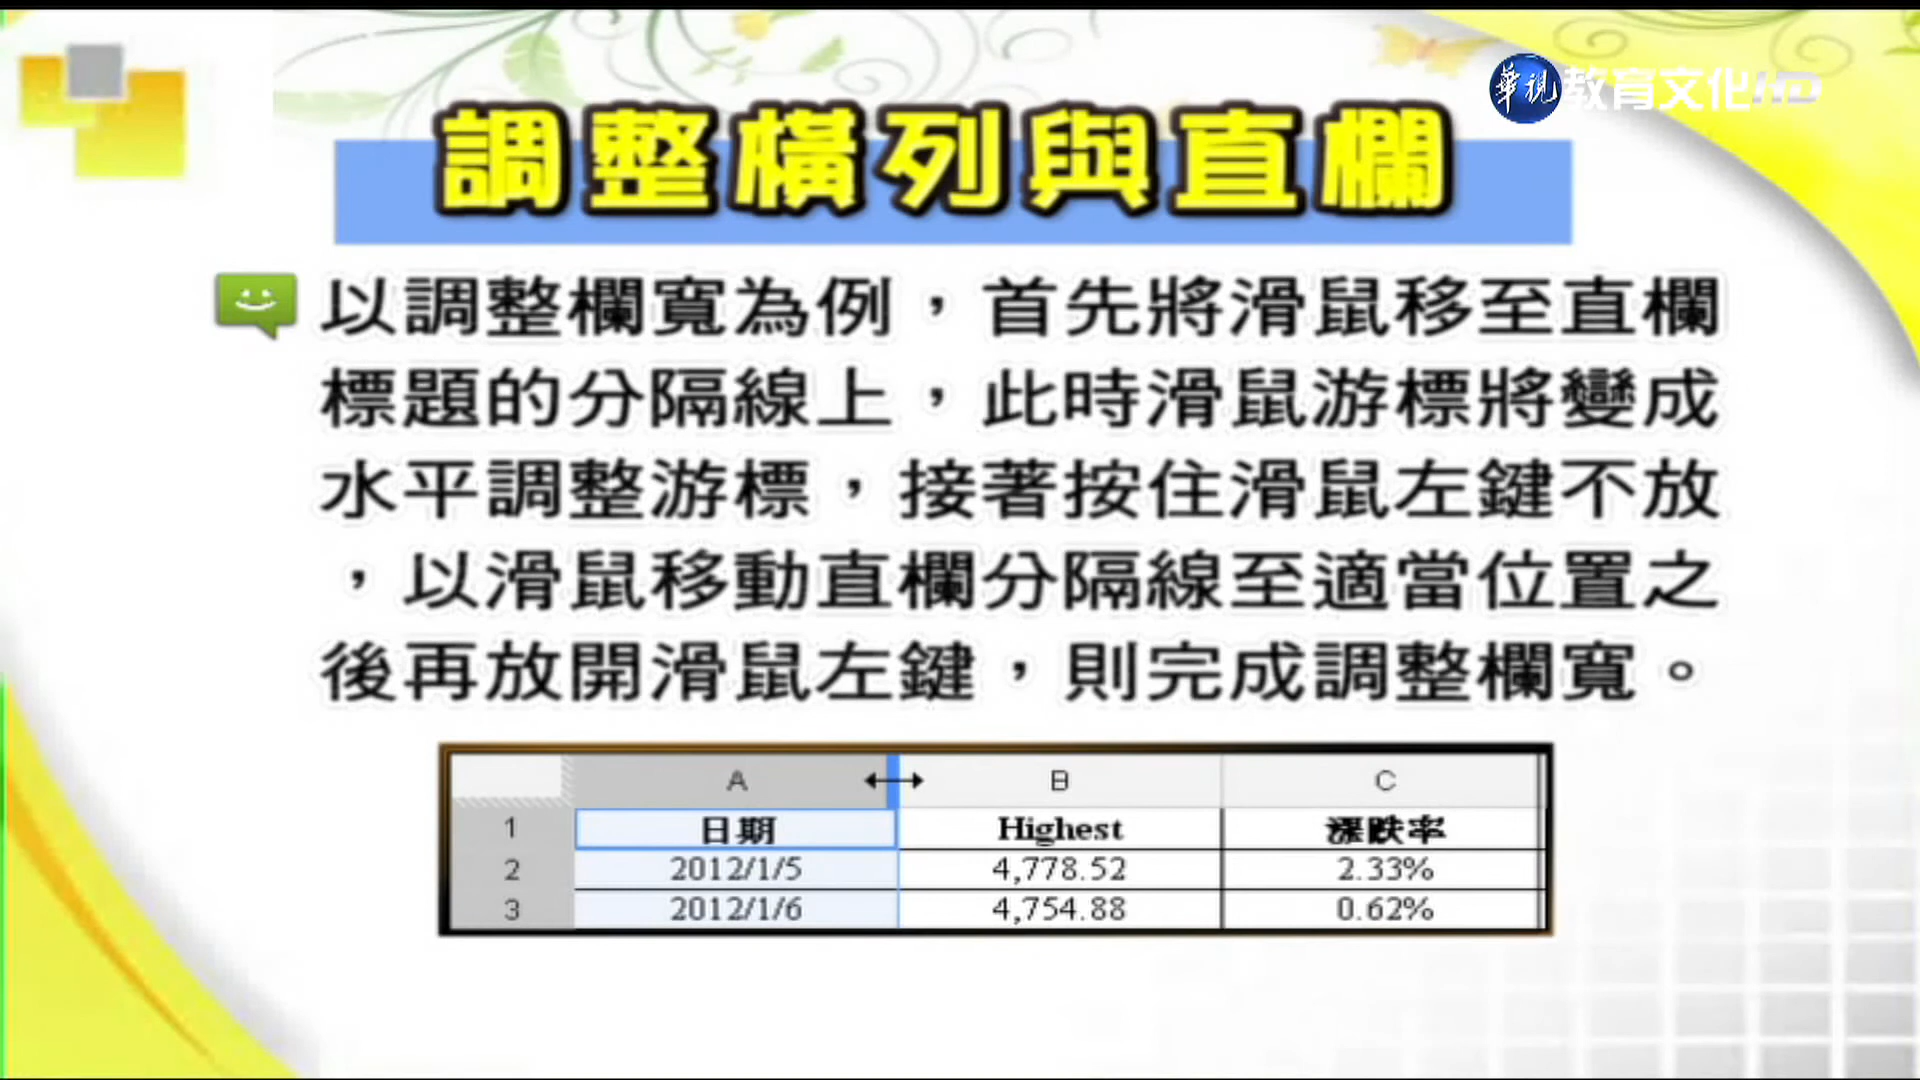 華視 教育文化HD
調整橫列與直欄
以調整欄寬為例，首先將滑鼠移至直欄
標題的分隔線上，此時滑鼠游標將變成
水平調整游標，接著按住滑鼠左鍵不放
，以滑鼠移動直欄分隔線至適當位置之
後再放開滑鼠左鍵，則完成調整欄寬。
A B C
1 日期 Highest 漲跌率
2 2012/1/5 4,778.52 2.33%
3 2012/1/6 4,754.88 0.62%